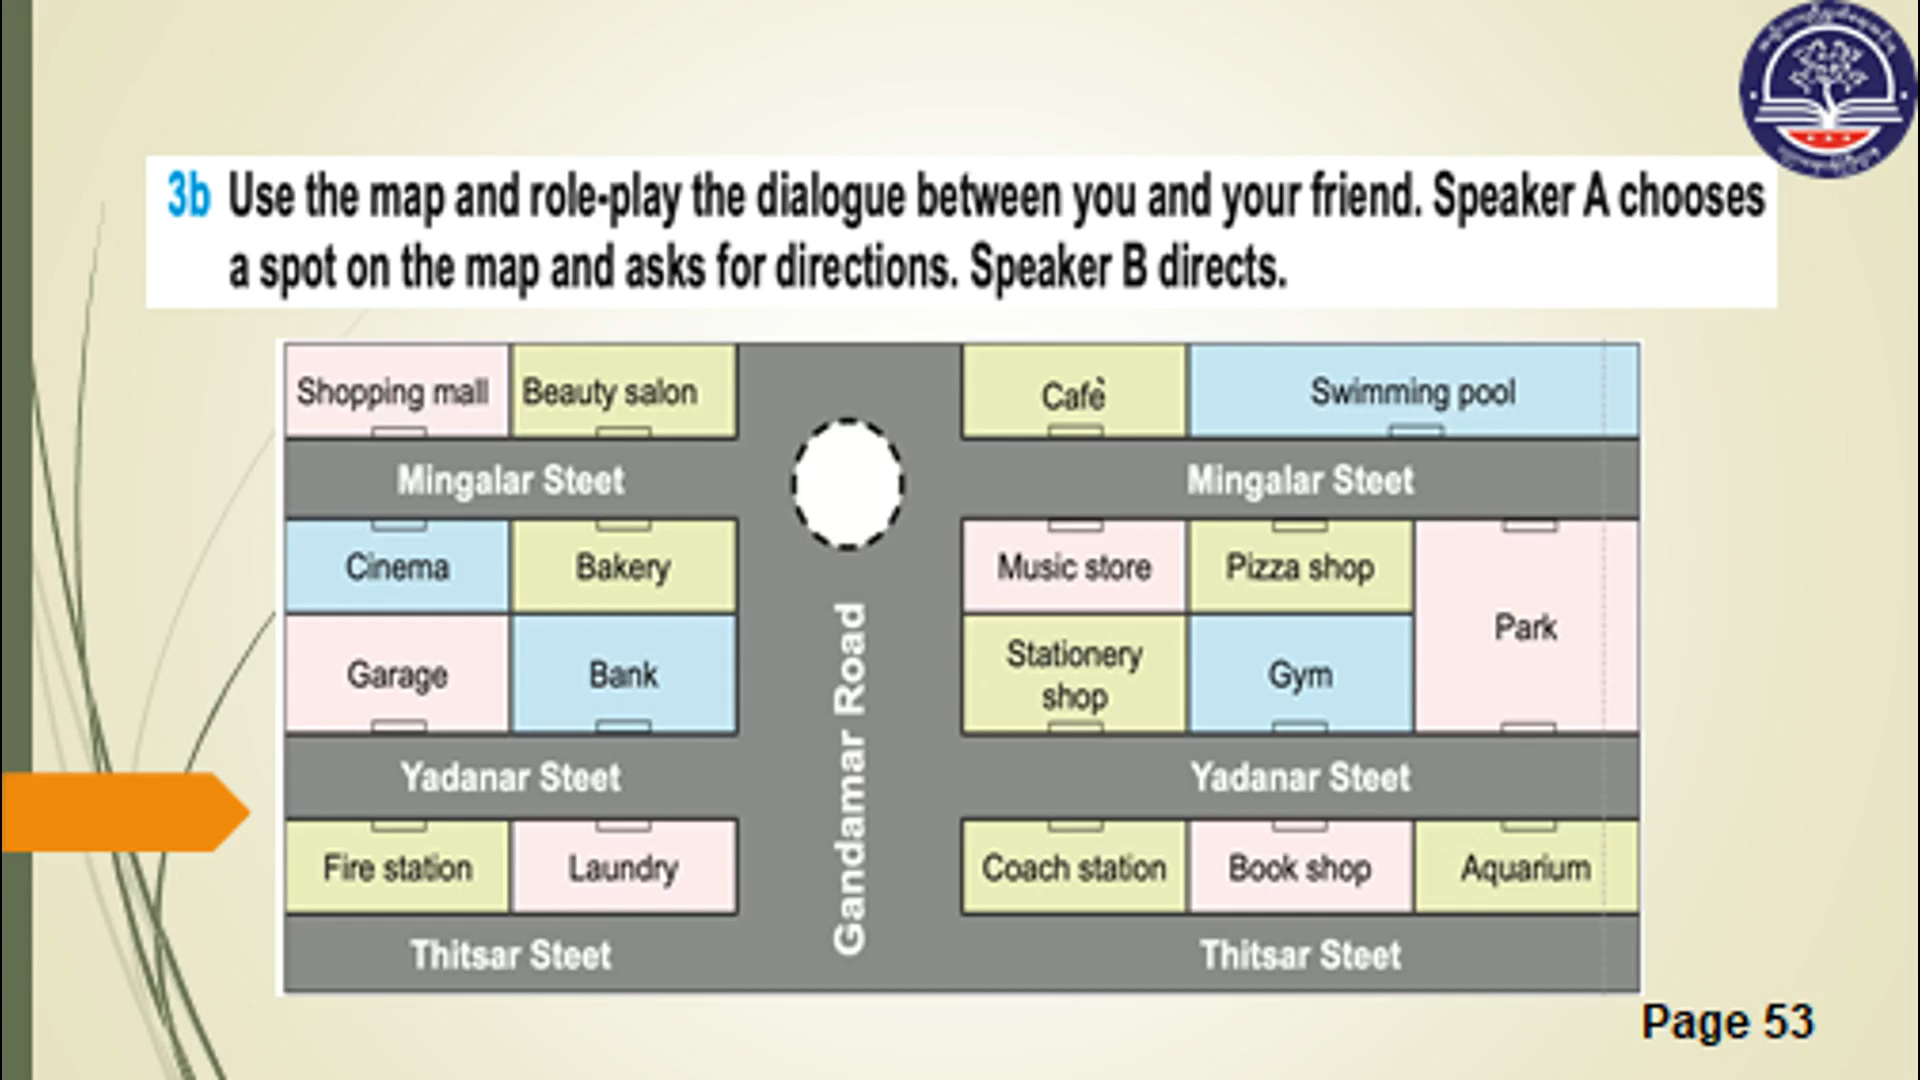 3b Use the map and role-play the dialogue between you and your friend. Speaker A chooses
a spot on the map and asks for directions. Speaker B directs.
Shopping mall
Beauty salon
Cafè
Swimming pool
Mingalar Steet
Mingalar Steet
Cinema
Bakery
Music store
Pizza shop
Park
Garage
Bank
Stationery
shop
Gym
Gandamar Road
Yadanar Steet
Yadanar Steet
Fire station
Laundry
Coach station
Book shop
Aquarium
Thitsar Steet
Thitsar Steet
Page 53